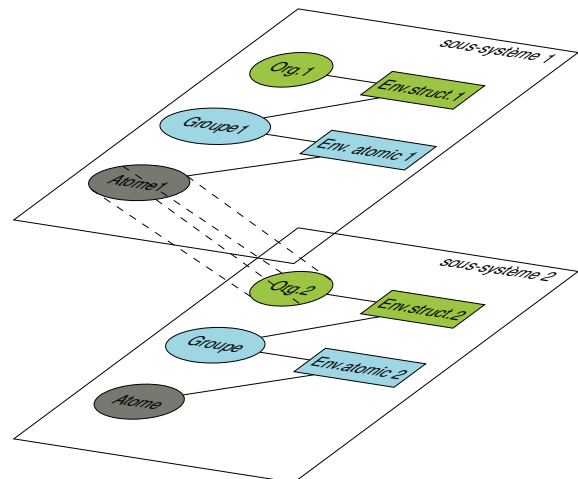 sous-système 1
Org.1
Env.struct.1
Groupe1
Env. atomic 1
Atome1
sous-système 2
Org.2
Env.struct.2
Groupe
Env.atomic 2
Atome